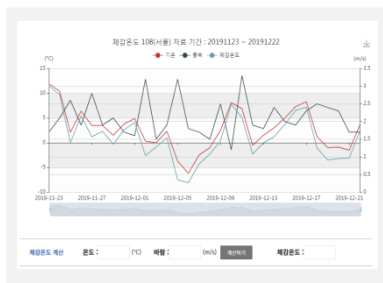 체감온도 108(서울) 자료 기간 : 20191123 ~ 20191222
기온 풍속 체감온도
(℃) (m/s)
15 3.5
3
10 2.5
5 2
1.5
0 1
-5 0.5
-10 0
2019-11-23 2019-11-27 2019-12-01 2019-12-05 2019-12-09 2019-12-13 2019-12-17 2019-12-21
체감온도 계산 온도 : (℃) 바람 : (m/s) 계산하기 체감온도 :